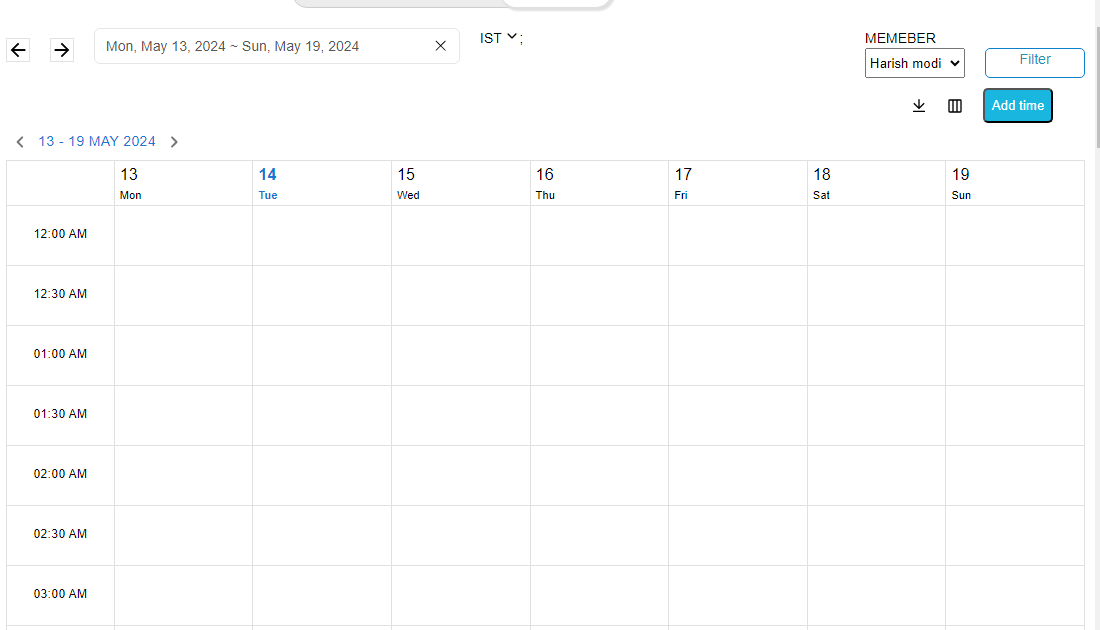 Mon, May 13, 2024 ~ Sun, May 19, 2024
IST ;
MEMEBER
Harish modi
Filter
Add time
13 - 19 MAY 2024
13 14 15 16 17 18 19
Mon Tue Wed Thu Fri Sat Sun
12:00 AM
12:30 AM
01:00 AM
01:30 AM
02:00 AM
02:30 AM
03:00 AM